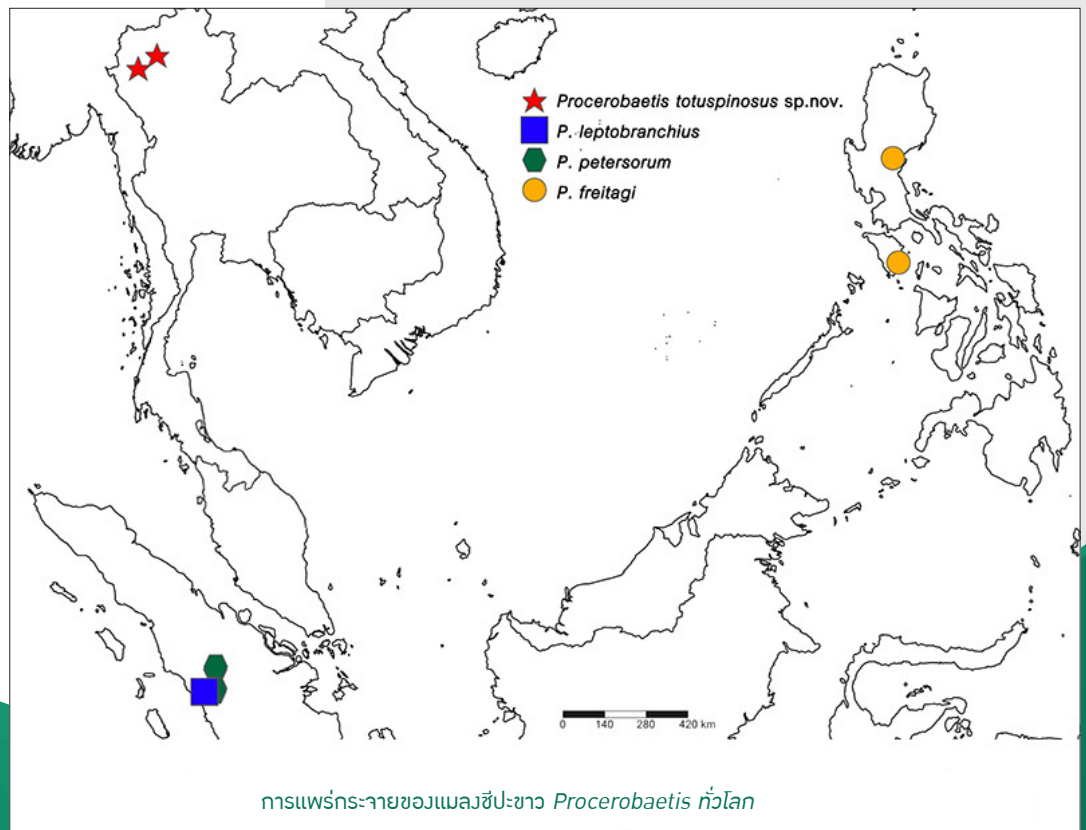 Procerobaetis totuspinosus sp.nov.
P. leptobranchius
P. petersorum
P. freitagi
0 140 280 420 km
การแพร่กระจายของแมลงชีปะขาว Procerobaetis ทั่วโลก